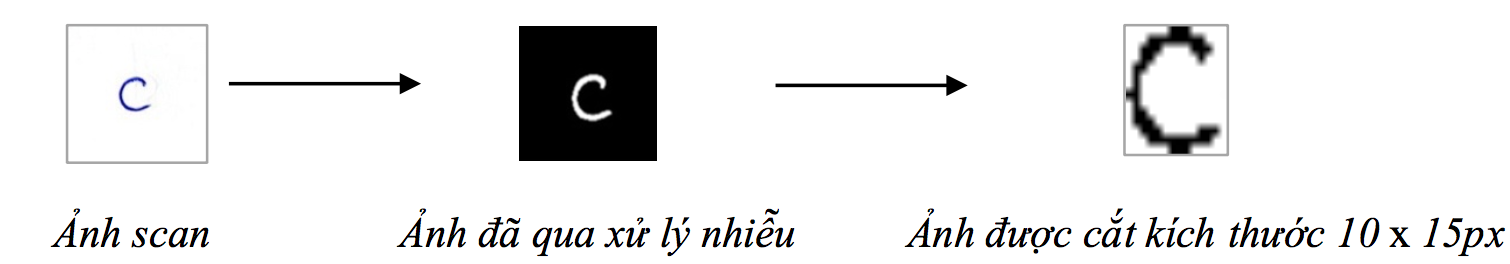 C C C
Ảnh scan Ảnh đã qua xử lý nhiễu Ảnh được cắt kích thước 10 x 15px